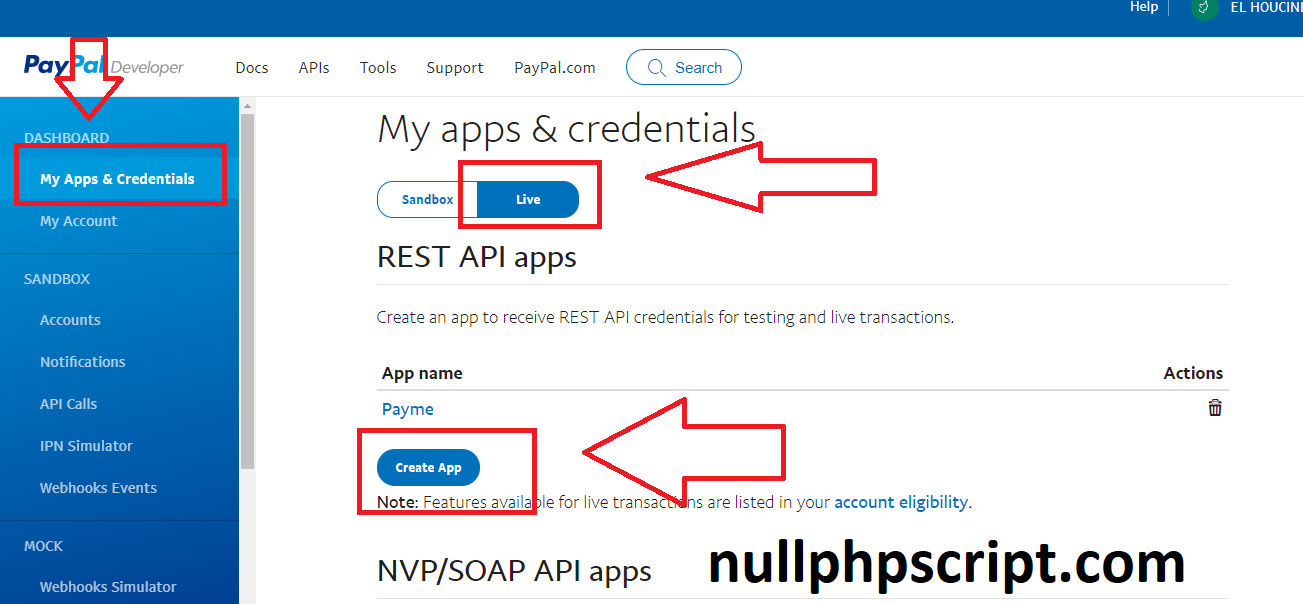 Help EL HOUCINE
PayPal Developer Docs APIs Tools Support PayPal.com Search
DASHBOARD
My Apps & Credentials
My Account
SANDBOX
Accounts
Notifications
API Calls
IPN Simulator
Webhooks Events
MOCK
Webhooks Simulator
My apps & credentials
Sandbox Live
REST API apps
Create an app to receive REST API credentials for testing and live transactions.
App name Actions
Payme
Create App
Note: Features available for live transactions are listed in your account eligibility.
NVP/SOAP API apps
nullphpscript.com